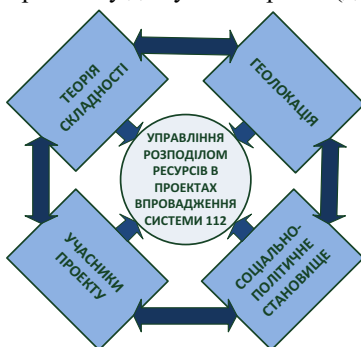 ТЕОРІЯ
СКЛАДНОСТІ
ГЕОЛОКАЦІЯ
УПРАВЛІННЯ
РОЗПОДІЛОМ
РЕСУРСІВ В
ПРОЕКТАХ
ВПРОВАДЖЕННЯ
СИСТЕМИ 112
УЧАСНИКИ
ПРОЕКТУ
СОЦІАЛЬНО-
ПОЛІТИЧНЕ
СТАНОВИЩЕ